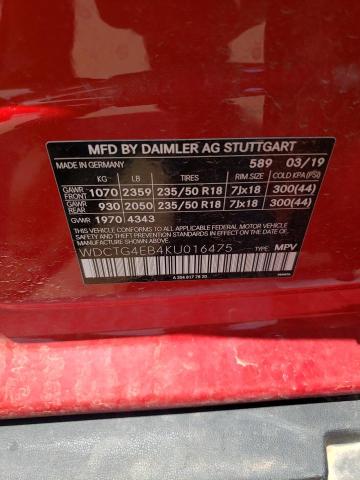 MFD BY DAIMLER AG STUTTGART
MADE IN GERMANY 589 03/19
KG LB TIRES RIM SIZE COLD KPA (PSI)
GAWR FRONT 1070 2359 235/50 R18 7Jx18 300(44)
GAWR REAR 930 2050 235/50 R18 7Jx18 300(44)
GVWR 1970 4343
THIS VEHICLE CONFORMS TO ALL APPLICABLE FEDERAL MOTOR VEHICLE
SAFETY, BUMPER, AND THEFT PREVENTION STANDARDS IN EFFECT
ON THE DATE OF MANUFACTURE SHOWN ABOVE.
WDCTG4EB4KU016475 TYPE: MPV